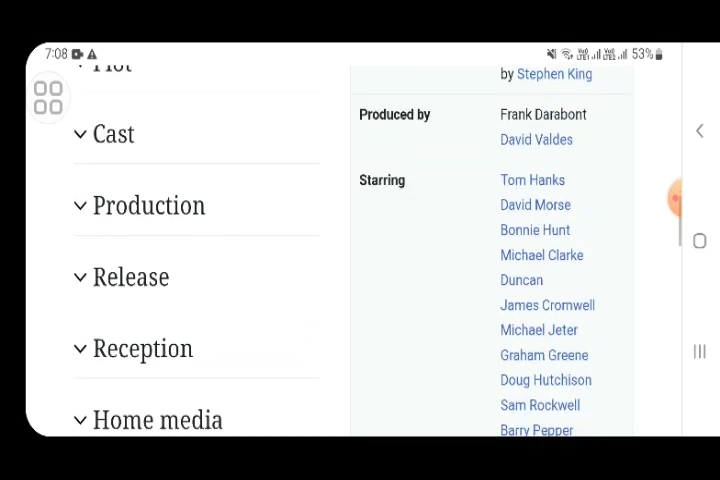 7:08
53%
Plot
Cast
Production
Release
Reception
Home media
by Stephen King
Produced by
Frank Darabont
David Valdes
Starring
Tom Hanks
David Morse
Bonnie Hunt
Michael Clarke
Duncan
James Cromwell
Michael Jeter
Graham Greene
Doug Hutchison
Sam Rockwell
Barry Pepper